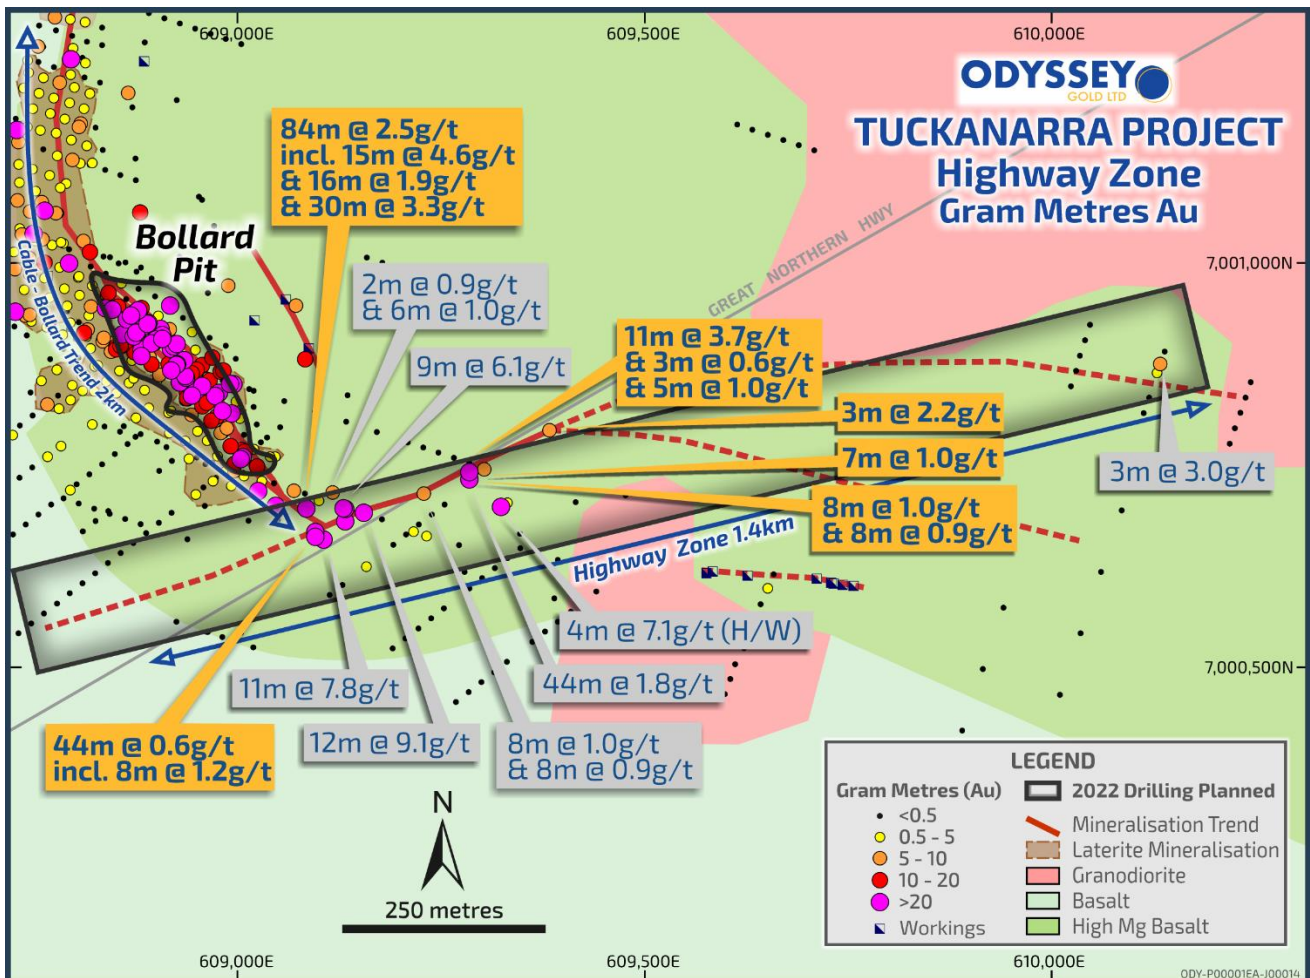 609,000E
609,500E
610,000E
ODYSSEY
GOLD LTD
TUCKANARRA PROJECT
Highway Zone
Gram Metres Au
84m @ 2.5g/t
incl. 15m @ 4.6g/t
& 16m @ 1.9g/t
& 30m @ 3.3g/t
Bollard
Pit
Cable - Bollard Trend 2km
GREAT NORTHERN HWY
7,001,000N
2m @ 0.9g/t
& 6m @ 1.0g/t
9m @ 6.1g/t
11m @ 3.7g/t
& 3m @ 0.6g/t
& 5m @ 1.0g/t
3m @ 2.2g/t
7m @ 1.0g/t
8m @ 1.0g/t
& 8m @ 0.9g/t
3m @ 3.0g/t
Highway Zone 1.4km
4m @ 7.1g/t (H/W)
44m @ 1.8g/t
11m @ 7.8g/t
12m @ 9.1g/t
8m @ 1.0g/t
& 8m @ 0.9g/t
44m @ 0.6g/t
incl. 8m @ 1.2g/t
7,000,500N
N
250 metres
LEGEND
Gram Metres (Au)
<0.5
0.5 - 5
5 - 10
10 - 20
>20
Workings
2022 Drilling Planned
Mineralisation Trend
Laterite Mineralisation
Granodiorite
Basalt
High Mg Basalt
609,000E
609,500E
610,000E
ODY-P00001EA-J00014